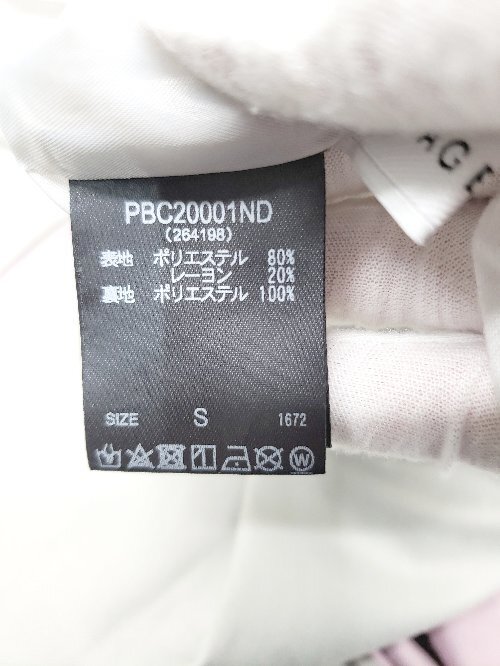 AGE
PBC20001ND
(264198)
表地 ポリエステル 80%
レーヨン 20%
裏地 ポリエステル 100%
SIZE S 1672
W